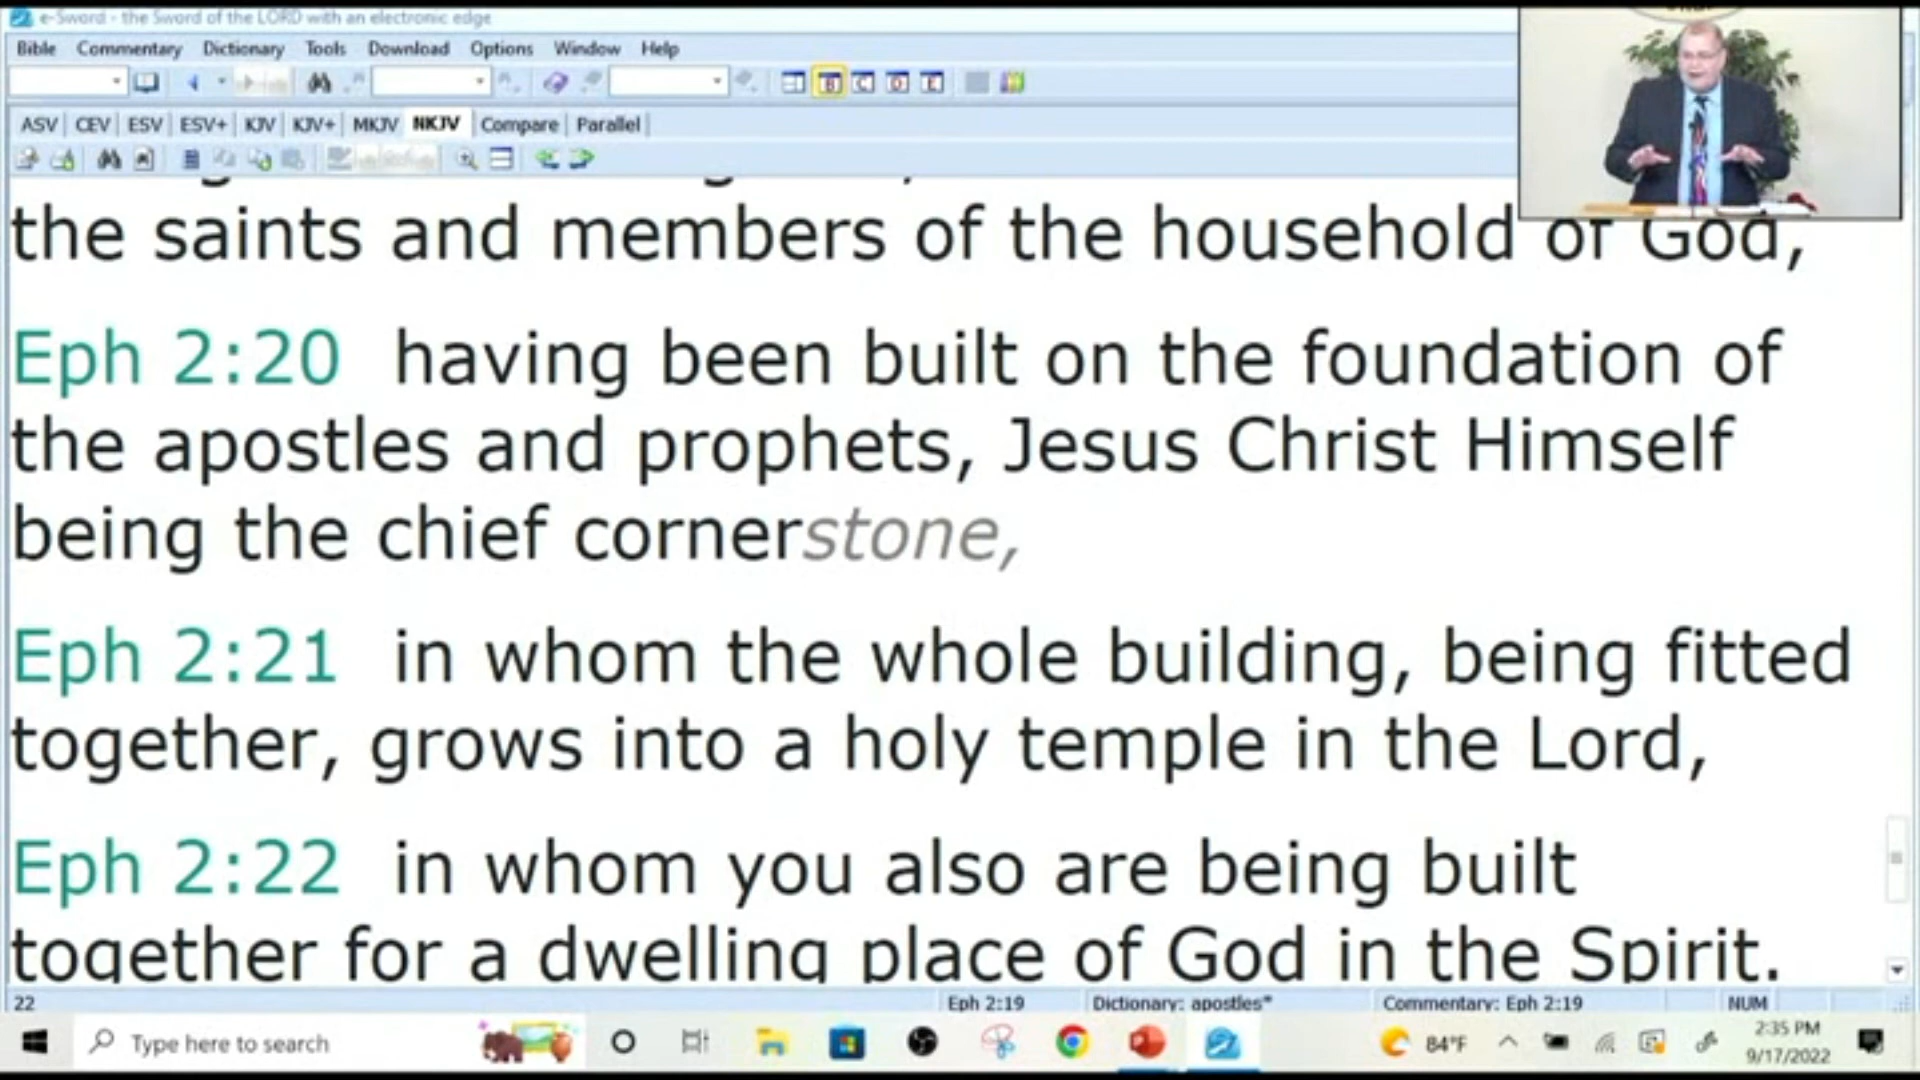 e-Sword - the Sword of the LORD with an electronic edge
Bible Commentary Dictionary Tools Download Options Window Help
ASV CEV ESV ESV+ KJV KJV+ MKJV NKJV Compare Parallel
the saints and members of the household of God,
Eph 2:20 having been built on the foundation of
the apostles and prophets, Jesus Christ Himself
being the chief cornerstone,
Eph 2:21 in whom the whole building, being fitted
together, grows into a holy temple in the Lord,
Eph 2:22 in whom you also are being built
together for a dwelling place of God in the Spirit.
22 Eph 2:19 Dictionary: apostles* Commentary: Eph 2:19 NUM
Type here to search 84°F 2:35 PM
9/17/2022